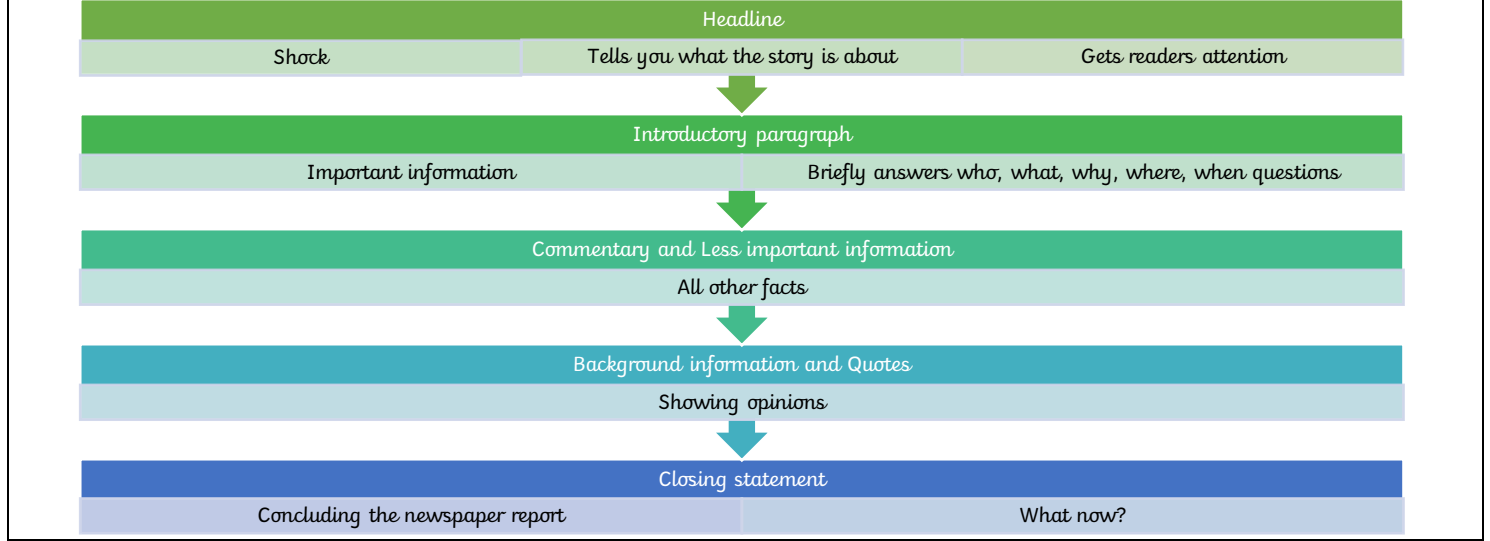 Headline
Shock
Tells you what the story is about
Gets readers attention
Introductory paragraph
Important information
Briefly answers who, what, why, where, when questions
Commentary and Less important information
All other facts
Background information and Quotes
Showing opinions
Closing statement
Concluding the newspaper report
What now?